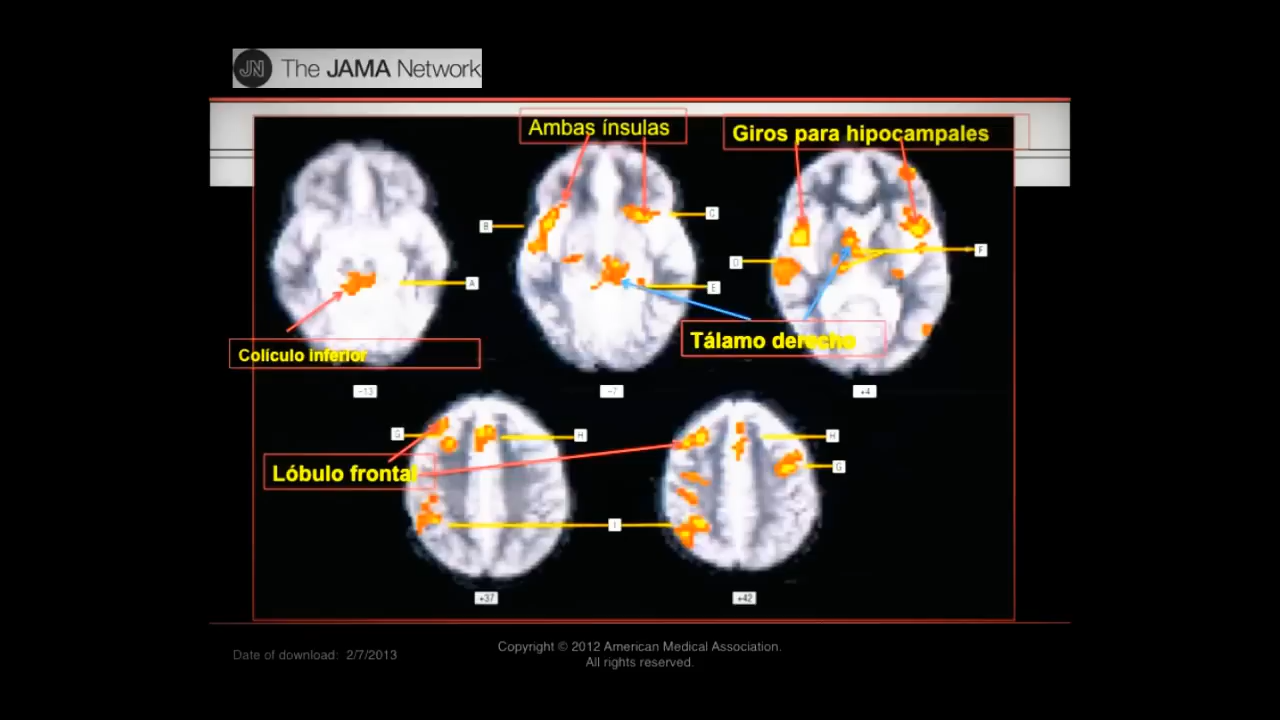 JN The JAMA Network
Ambas ínsulas
Giros para hipocampales
B
C
D
F
A
E
Tálamo derecho
Colículo inferior
−13
−7
+4
G
H
H
G
Lóbulo frontal
I
+37
+42
Date of download: 2/7/2013
Copyright © 2012 American Medical Association.
All rights reserved.